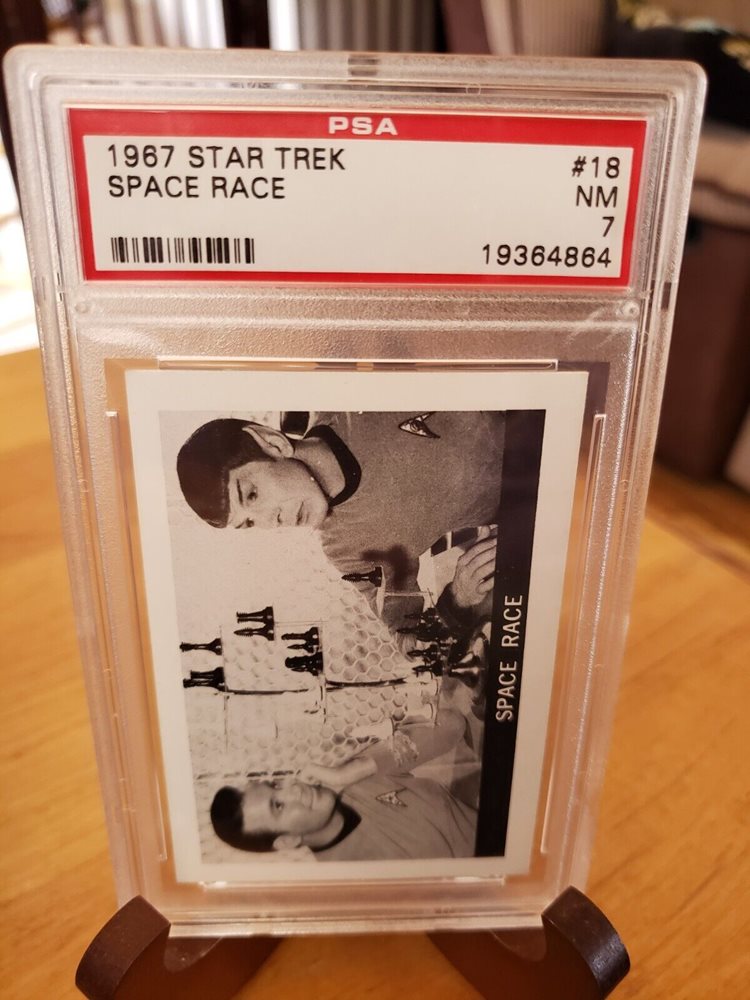 PSA
1967 STAR TREK #18
SPACE RACE NM
7
19364864
SPACE RACE